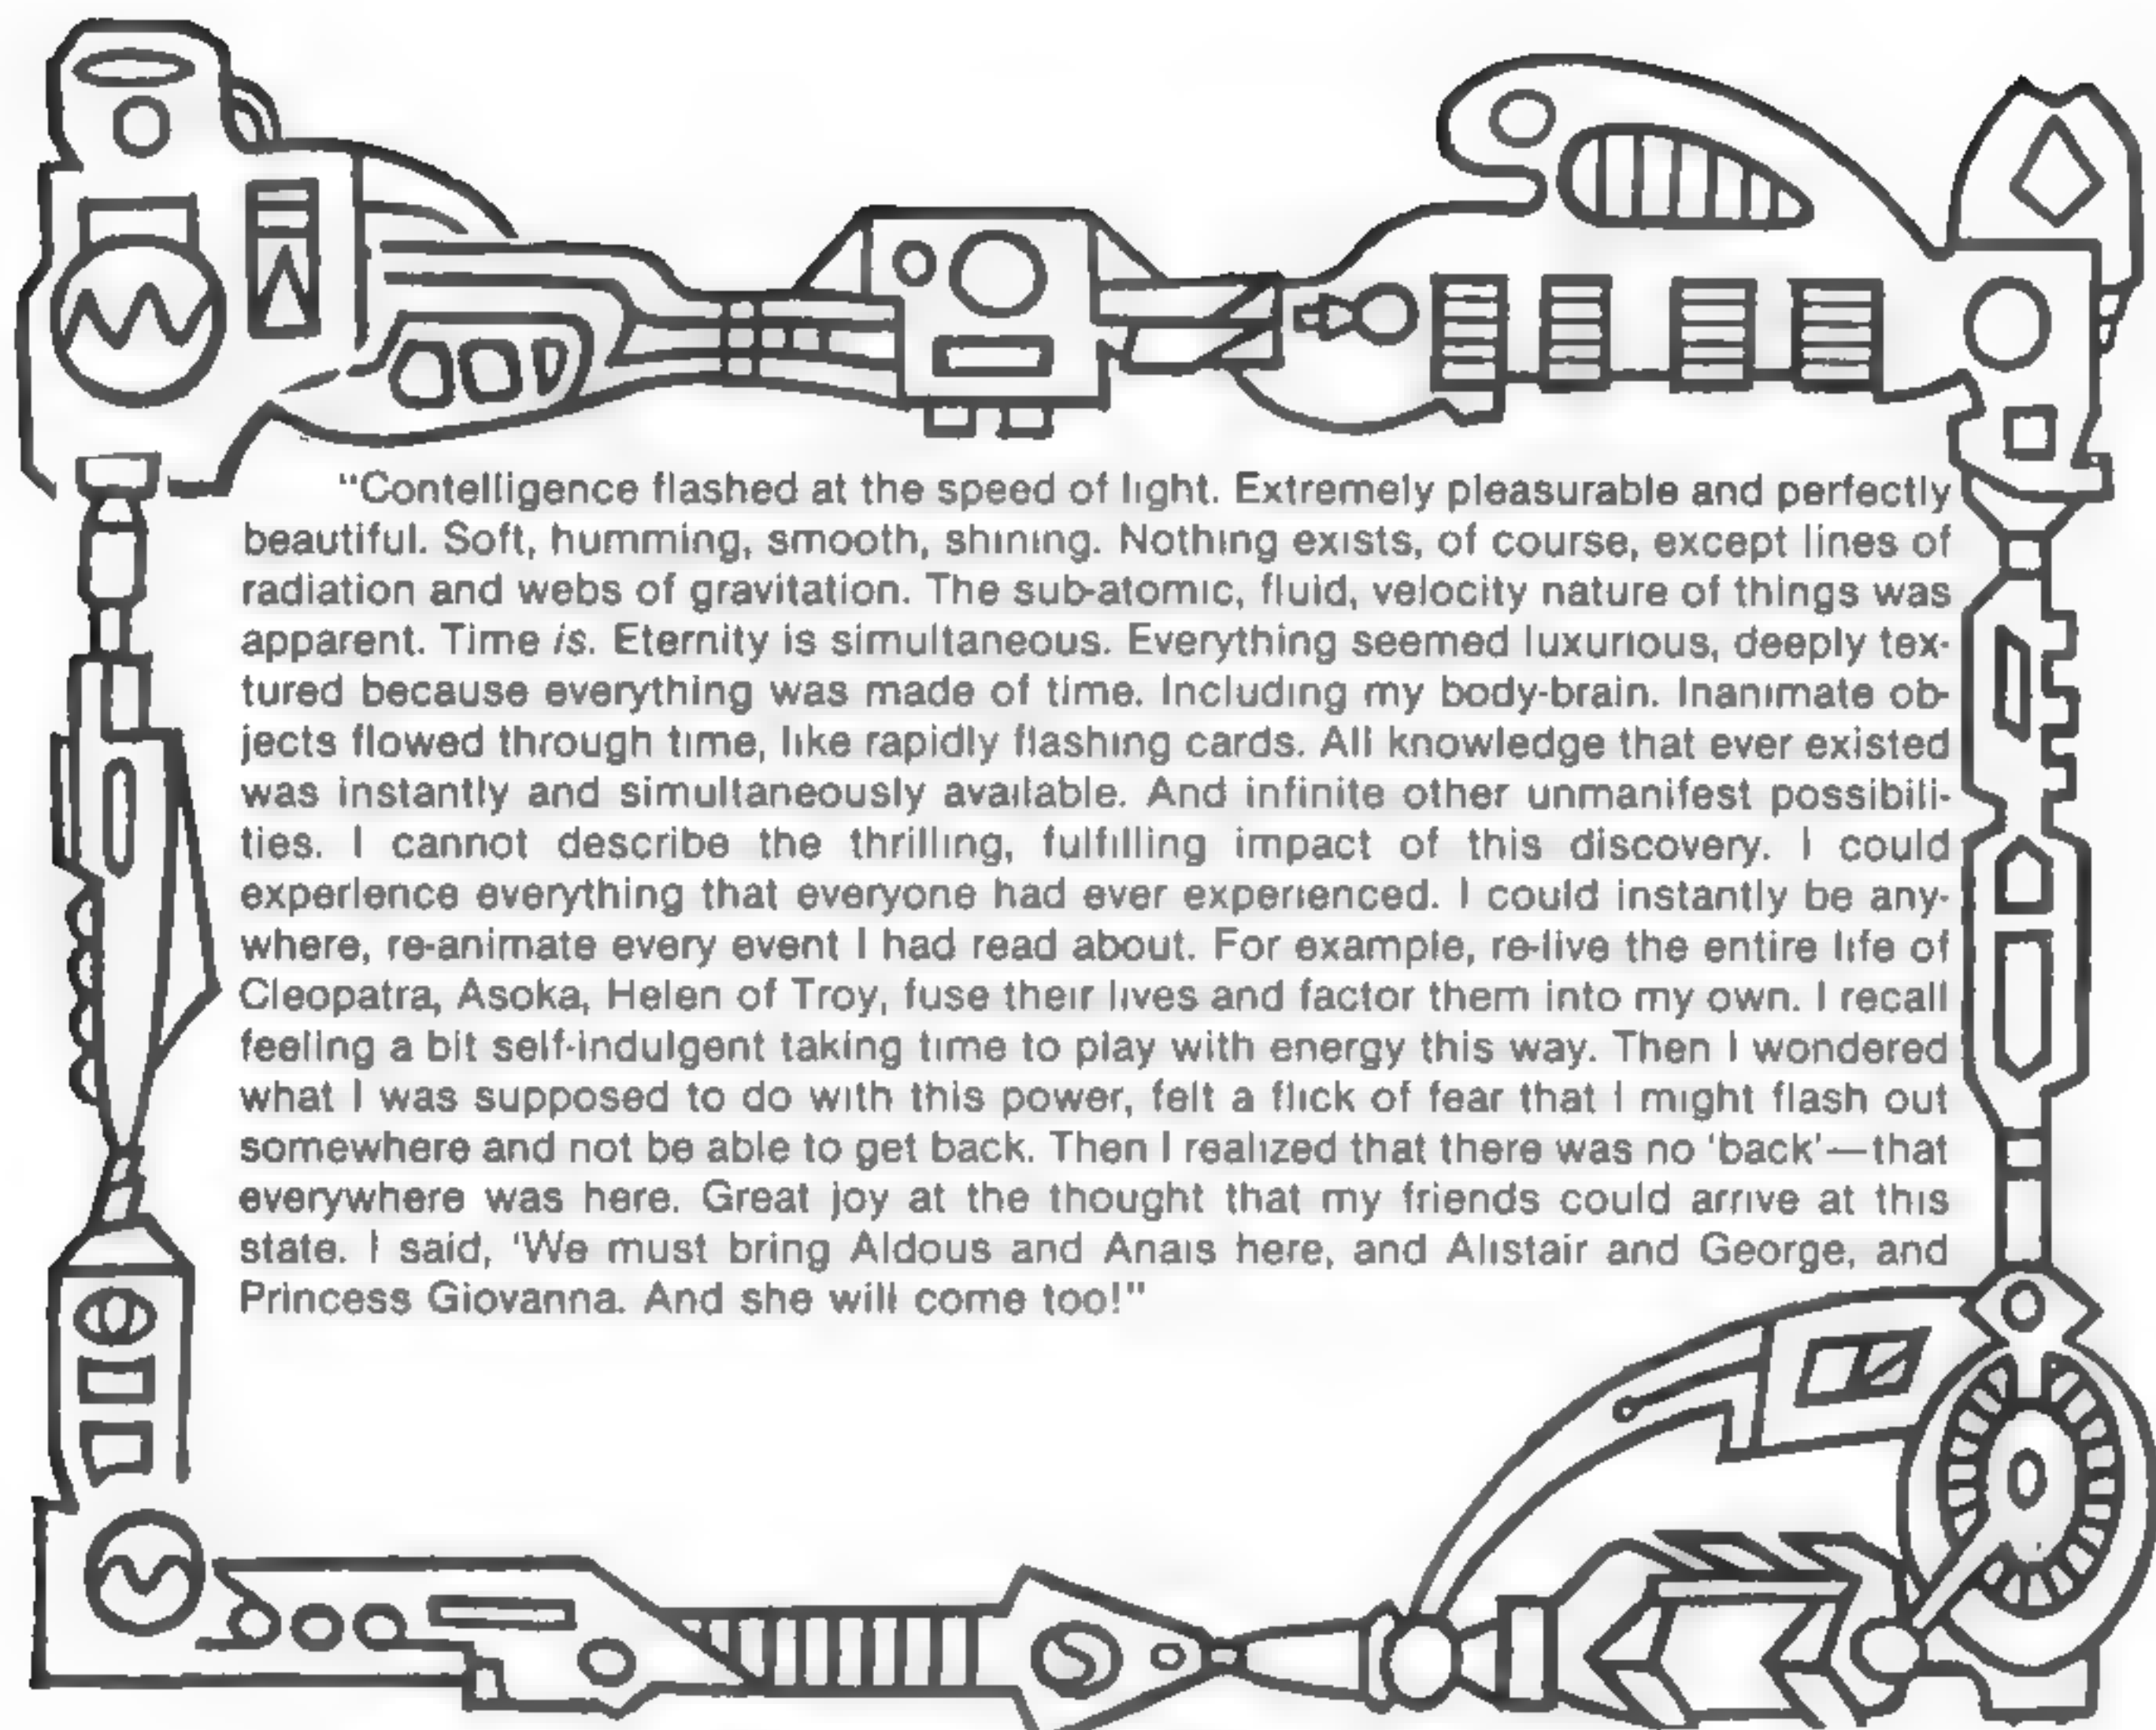 "Contelligence flashed at the speed of light. Extremely pleasurable and perfectly
beautiful. Soft, humming, smooth, shining. Nothing exists, of course, except lines of
radiation and webs of gravitation. The sub-atomic, fluid, velocity nature of things was
apparent. Time is. Eternity is simultaneous. Everything seemed luxurious, deeply tex-
tured because everything was made of time. Including my body-brain. Inanimate ob-
jects flowed through time, like rapidly flashing cards. All knowledge that ever existed
was instantly and simultaneously available. And infinite other unmanifest possibili-
ties. I cannot describe the thrilling, fulfilling impact of this discovery. I could
experience everything that everyone had ever experienced. I could instantly be any-
where, re-animate every event I had read about. For example, re-live the entire life of
Cleopatra, Asoka, Helen of Troy, fuse their lives and factor them into my own. I recall
feeling a bit self-indulgent taking time to play with energy this way. Then I wondered
what I was supposed to do with this power, felt a flick of fear that I might flash out
somewhere and not be able to get back. Then I realized that there was no 'back'—that
everywhere was here. Great joy at the thought that my friends could arrive at this
state. I said, 'We must bring Aldous and Anais here, and Alistair and George, and
Princess Giovanna. And she will come too!"